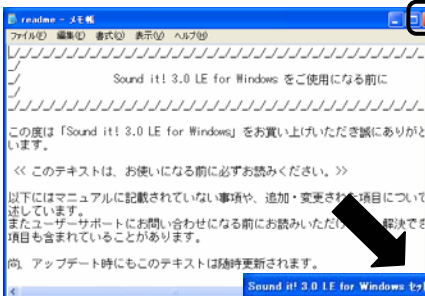 readme - メモ帳
ファイル(F) 編集(E) 書式(O) 表示(V) ヘルプ(H)
_/_/_/_/_/_/_/_/_/_/_/_/_/_/_/_/_/_/_/_/_/_/_/_/_/_/_/
_/
_/ Sound it! 3.0 LE for Windows をご使用になる前に
_/
_/_/_/_/_/_/_/_/_/_/_/_/_/_/_/_/_/_/_/_/_/_/_/_/_/_/_/
この度は「Sound it! 3.0 LE for Windows」をお買い上げいただき誠にありがと
います。
<< このテキストは、お使いになる前に必ずお読みください。>>
以下にはマニュアルに記載されていない事項や、追加・変更された項目について
述しています。
またユーザーサポートにお問い合わせになる前にお読みいただ 解決でき
項目も含まれていることがあります。
尚、アップデート時にもこのテキストは随時更新されます。
Sound it! 3.0 LE for Windows セッ